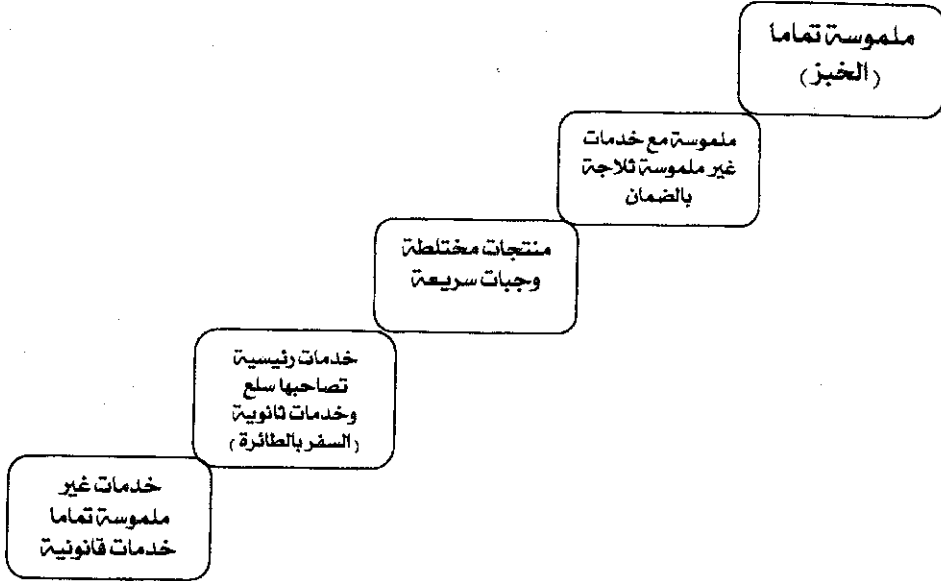 ملموسة تماما
(الخبز)
ملموسة مع خدمات
غير ملموسة ثلاجة
بالضمان
منتجات مختلطة
وجبات سريعة
خدمات رئيسية
تصاحبها سلع
وخدمات ثانوية
(السفر بالطائرة)
خدمات غير
ملموسة تماما
خدمات قانونية